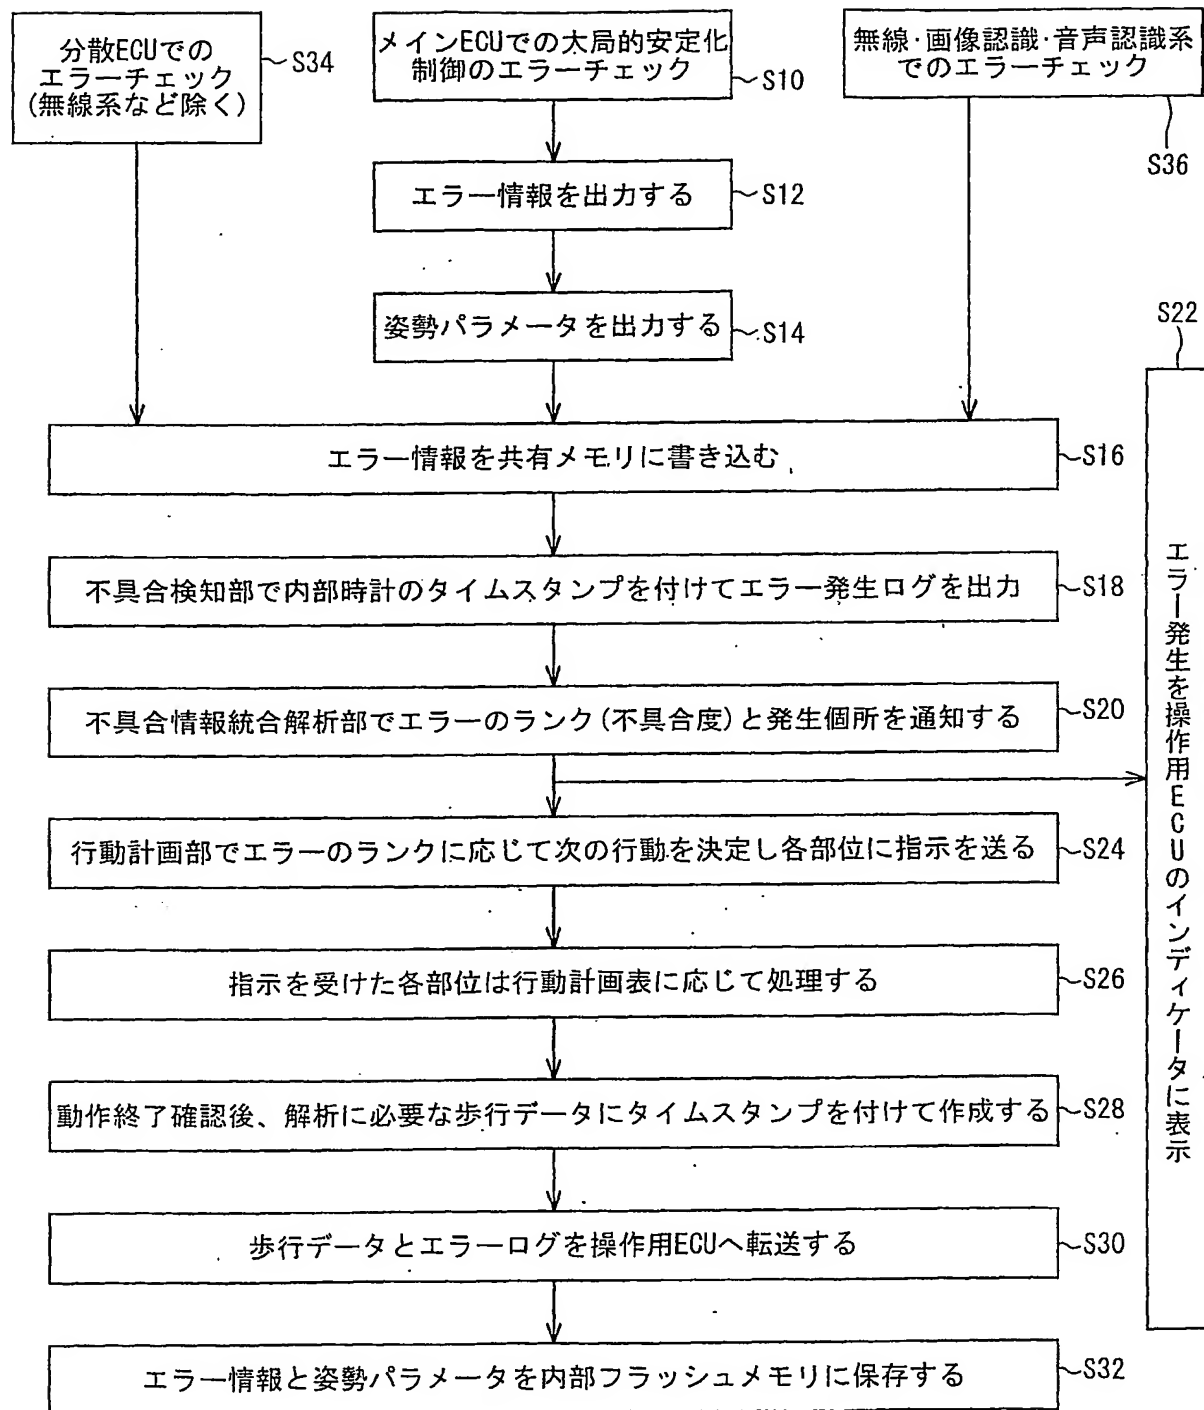 分散ECUでの
エラーチェック
(無線系など除く)
S34
メインECUでの大局的安定化
制御のエラーチェック
S10
無線・画像認識・音声認識系
でのエラーチェック
S36
エラー情報を出力する
S12
姿勢パラメータを出力する
S14
エラー情報を共有メモリに書き込む
S16
不具合検知部で内部時計のタイムスタンプを付けてエラー発生ログを出力
S18
不具合情報統合解析部でエラーのランク(不具合度)と発生個所を通知する
S20
S22
エラー発生を操作用ECUのインディケータに表示
行動計画部でエラーのランクに応じて次の行動を決定し各部位に指示を送る
S24
指示を受けた各部位は行動計画表に応じて処理する
S26
動作終了確認後、解析に必要な歩行データにタイムスタンプを付けて作成する
S28
歩行データとエラーログを操作用ECUへ転送する
S30
エラー情報と姿勢パラメータを内部フラッシュメモリに保存する
S32